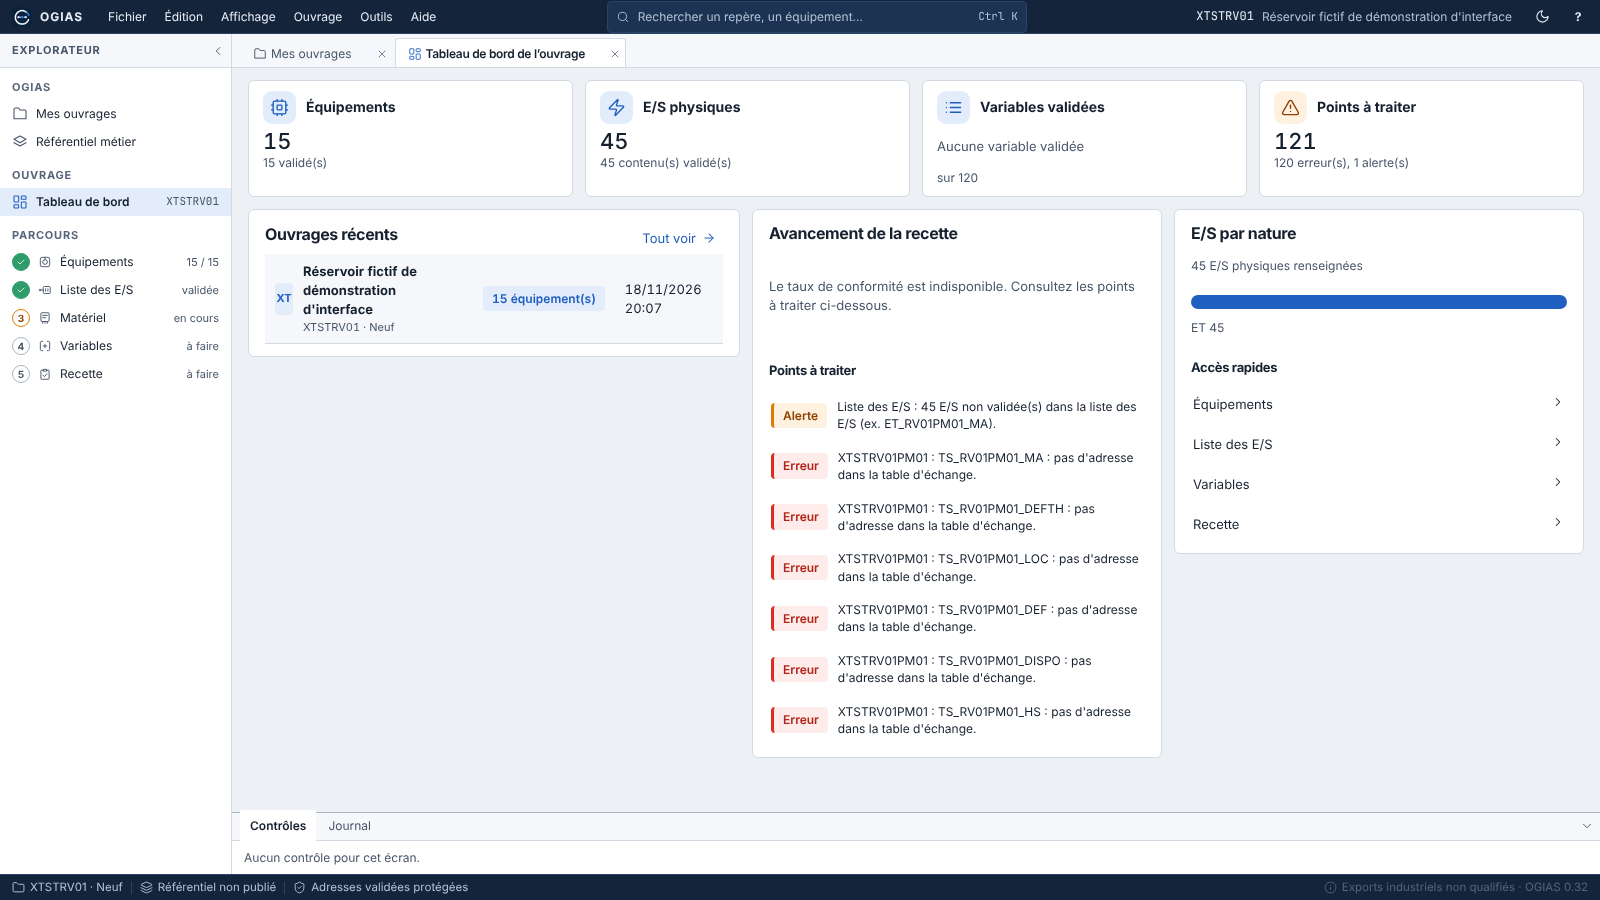 OGIAS Fichier Édition Affichage Ouvrage Outils Aide Rechercher un repère, un équipement... Ctrl K XTSTRV01 Réservoir fictif de démonstration d'interface ?
EXPLORATEUR
Mes ouvrages
Tableau de bord de l'ouvrage
OGIAS
Mes ouvrages
Référentiel métier
OUVRAGE
Tableau de bord XTSTRV01
PARCOURS
Équipements 15 / 15
Liste des E/S validée
3 Matériel en cours
4 Variables à faire
5 Recette à faire
Équipements
15
15 validé(s)
E/S physiques
45
45 contenu(s) validé(s)
Variables validées
Aucune variable validée
sur 120
Points à traiter
121
120 erreur(s), 1 alerte(s)
Ouvrages récents
Tout voir
XT
Réservoir fictif de
démonstration
d'interface
XTSTRV01 · Neuf
15 équipement(s)
18/11/2026
20:07
Avancement de la recette
Le taux de conformité est indisponible. Consultez les points
à traiter ci-dessous.
Points à traiter
Alerte
Liste des E/S : 45 E/S non validée(s) dans la liste des
E/S (ex. ET_RV01PM01_MA).
Erreur
XTSTRV01PM01 : TS_RV01PM01_MA : pas d'adresse
dans la table d'échange.
Erreur
XTSTRV01PM01 : TS_RV01PM01_DEFTH : pas
d'adresse dans la table d'échange.
Erreur
XTSTRV01PM01 : TS_RV01PM01_LOC : pas d'adresse
dans la table d'échange.
Erreur
XTSTRV01PM01 : TS_RV01PM01_DEF : pas d'adresse
dans la table d'échange.
Erreur
XTSTRV01PM01 : TS_RV01PM01_DISPO : pas
d'adresse dans la table d'échange.
Erreur
XTSTRV01PM01 : TS_RV01PM01_HS : pas d'adresse
dans la table d'échange.
E/S par nature
45 E/S physiques renseignées
ET 45
Accès rapides
Équipements
Liste des E/S
Variables
Recette
Contrôles Journal
Aucun contrôle pour cet écran.
XTSTRV01 · Neuf Référentiel non publié Adresses validées protégées Exports industriels non qualifiés · OGIAS 0.32